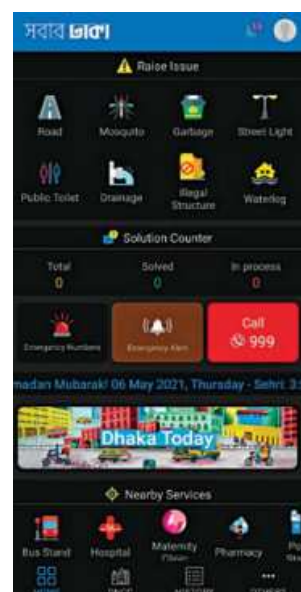 সবার ঢাকা
Raise Issue
Road Mosquito Garbage Street Light
Public Toilet Drainage Illegal Structure Waterlog
Solution Counter
Total Solved In process
0 0 0
Emergency Numbers Emergency Alert Call 999
madan Mubarak! 06 May 2021, Thursday - Sehri: 3:
Dhaka Today
Nearby Services
Bus Stand Hospital Maternity Pharmacy
HOME